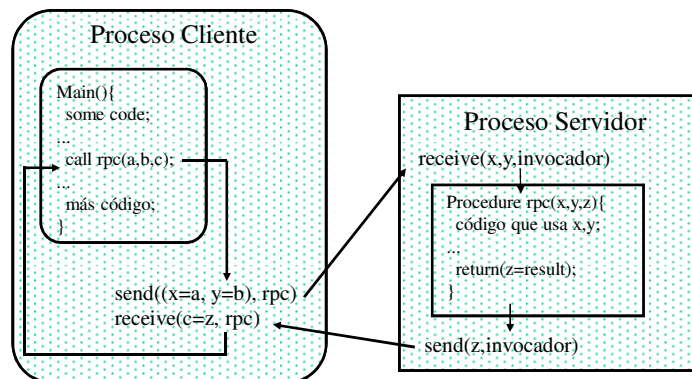 Proceso Cliente
Main(){
some code;
...
call rpc(a,b,c);
...
más código;
}
send((x=a, y=b), rpc)
receive(c=z, rpc)
Proceso Servidor
receive(x,y,invocador)
Procedure rpc(x,y,z){
código que usa x,y;
...
return(z=result);
}
send(z,invocador)